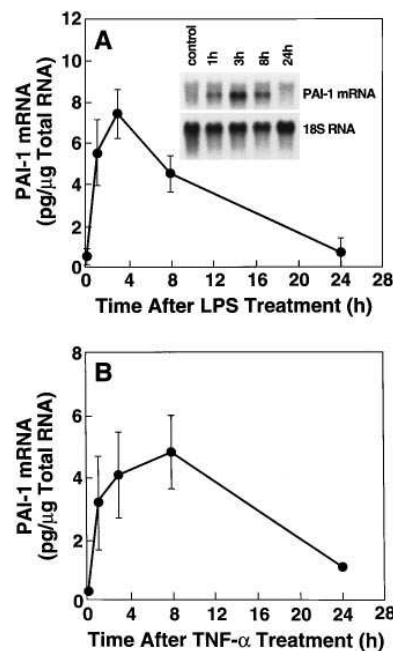 A
control
1h
3h
8h
24h
PAI-1 mRNA
18S RNA
PAI-1 mRNA
(pg/μg Total RNA)
12
10
8
6
4
2
0
0 4 8 12 16 20 24 28
Time After LPS Treatment (h)
B
PAI-1 mRNA
(pg/μg Total RNA)
8
6
4
2
0
0 4 8 12 16 20 24 28
Time After TNF-α Treatment (h)